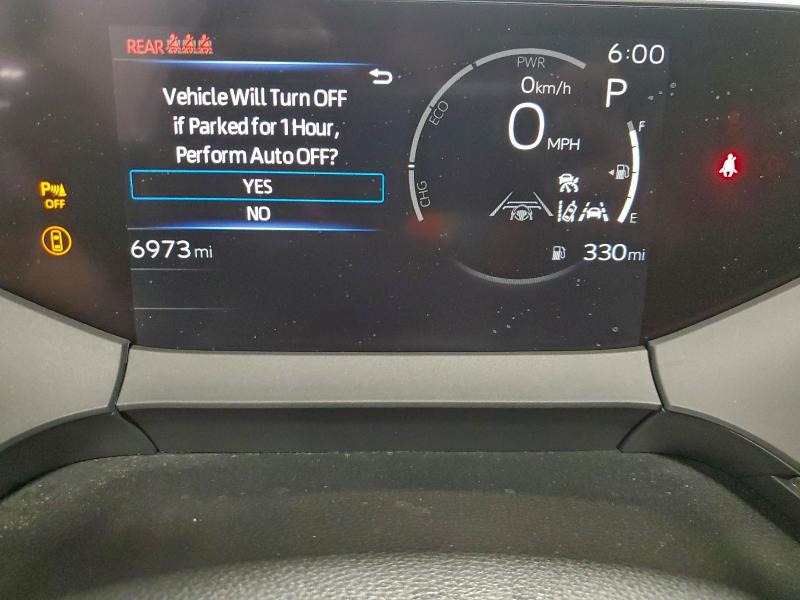 REAR
Vehicle Will Turn OFF
if Parked for 1 Hour,
Perform Auto OFF?
YES
NO
6973 mi
P OFF
PWR
ECO
CHG
0 km/h
0 MPH
6:00
P
F
E
330 mi